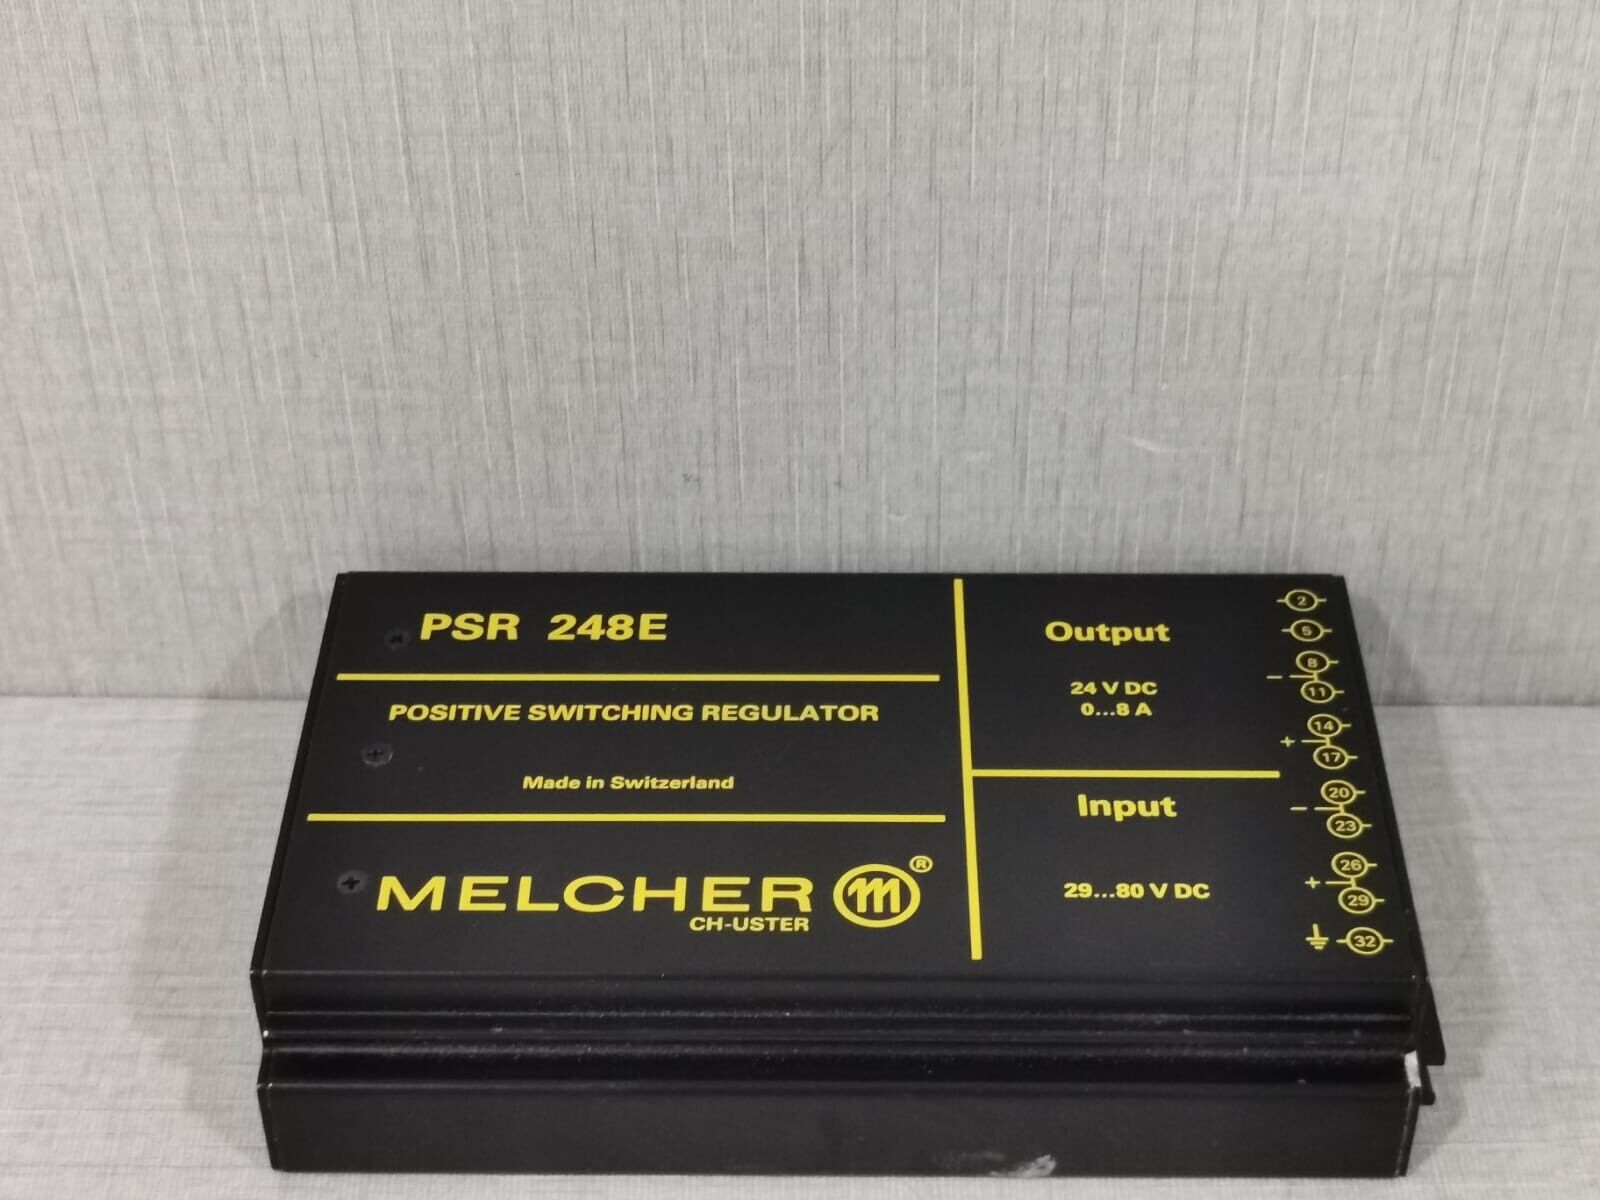 PSR 248E
POSITIVE SWITCHING REGULATOR
Made in Switzerland
MELCHER m ®
CH-USTER
Output
24 V DC
0...8 A
Input
29...80 V DC
2
5
8
-
11
14
+
17
20
-
23
26
+
29
32